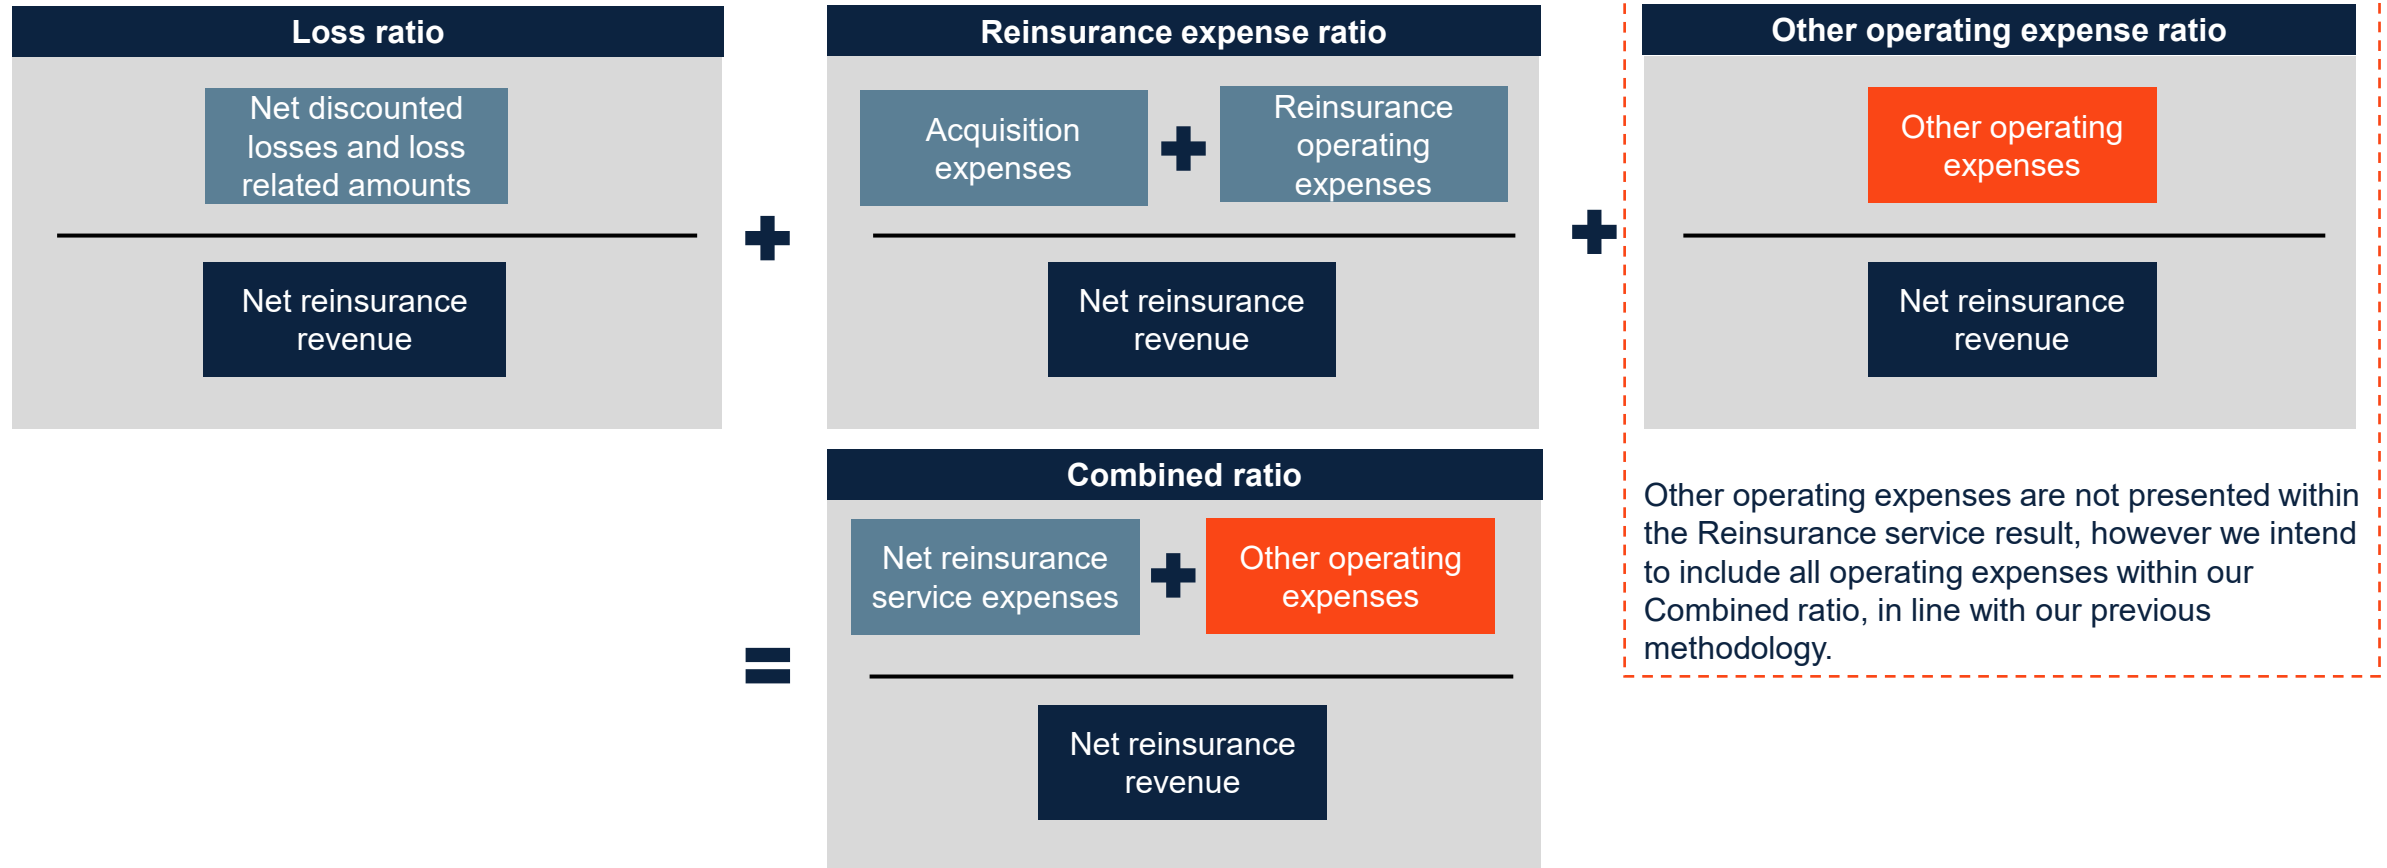 Loss ratio
Net discounted
losses and loss
related amounts
Net reinsurance
revenue
Reinsurance expense ratio
Acquisition
expenses
Reinsurance
operating
expenses
Net reinsurance
revenue
Other operating expense ratio
Other operating
expenses
Net reinsurance
revenue
Other operating expenses are not presented within
the Reinsurance service result, however we intend
to include all operating expenses within our
Combined ratio, in line with our previous
methodology.
Combined ratio
Net reinsurance
service expenses
Other operating
expenses
Net reinsurance
revenue